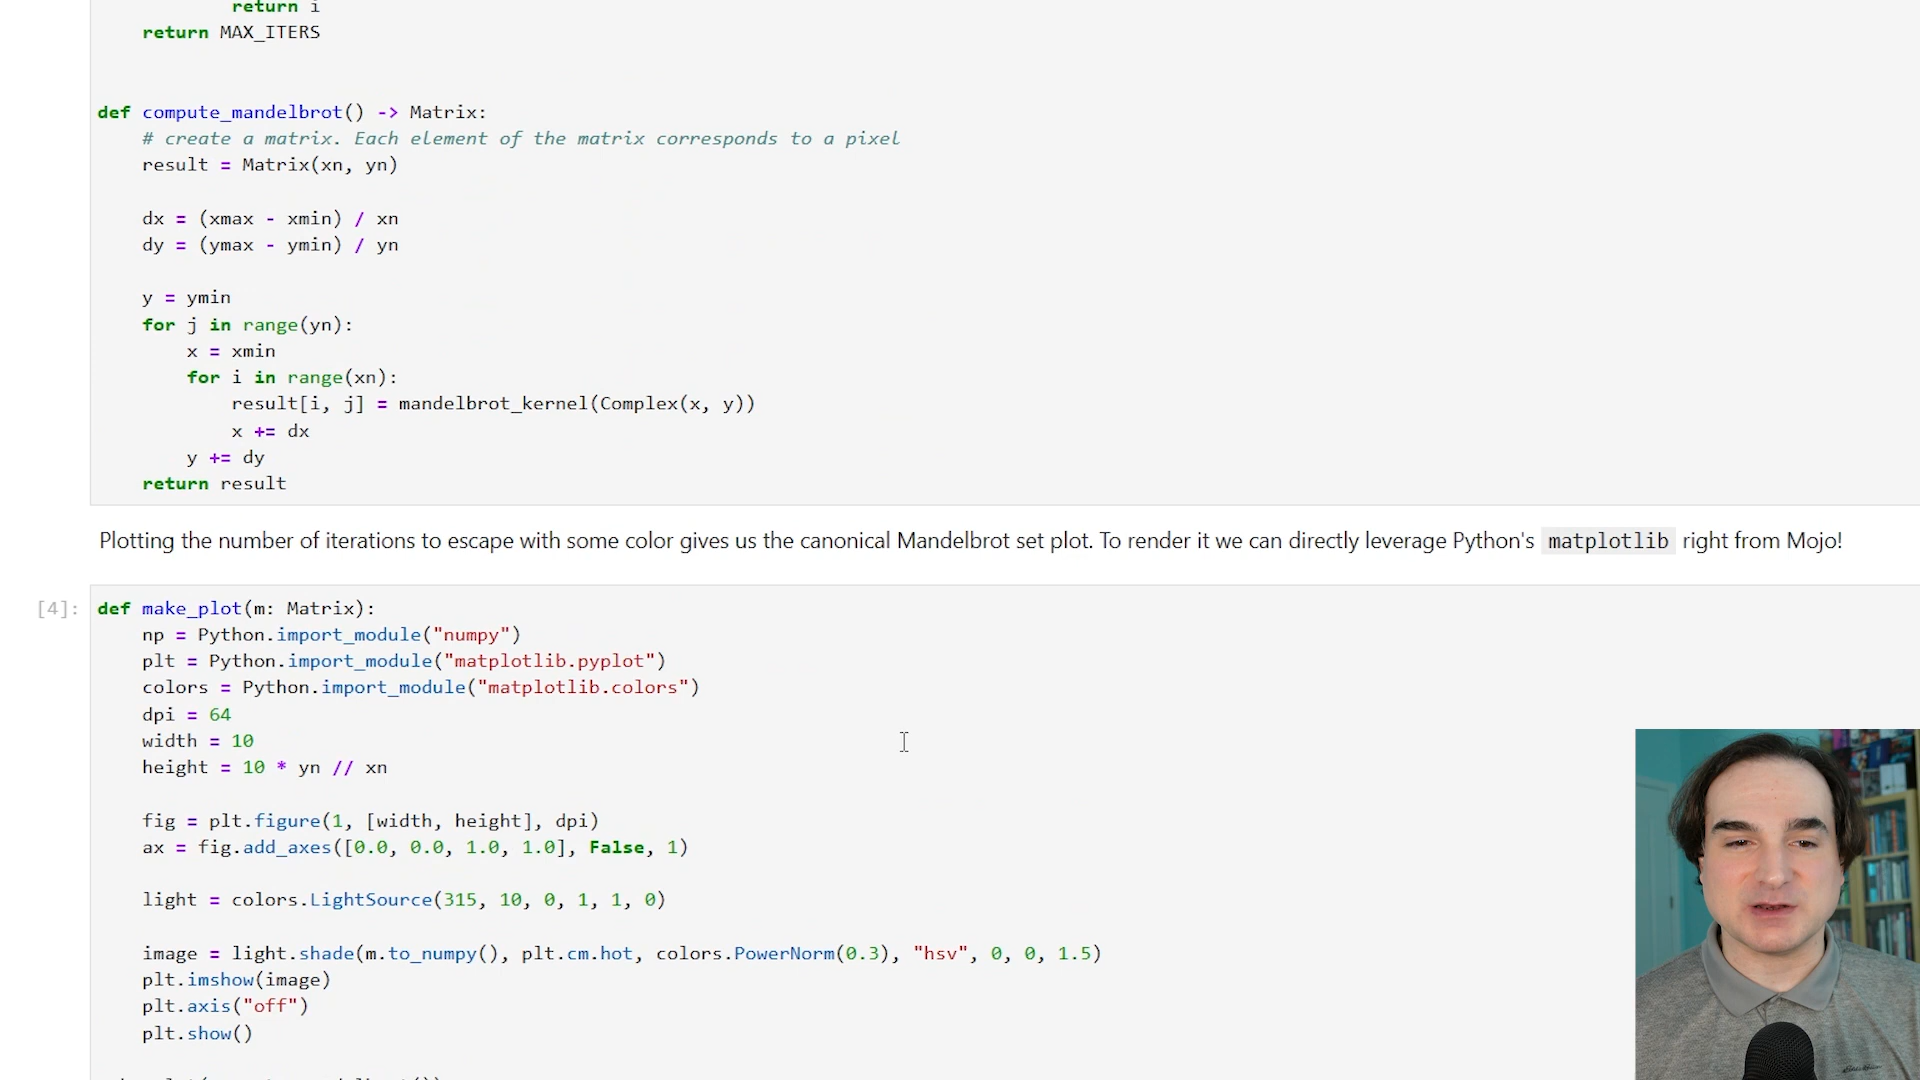 return i
return MAX_ITERS
def compute_mandelbrot() -> Matrix:
# create a matrix. Each element of the matrix corresponds to a pixel
result = Matrix(xn, yn)
dx = (xmax - xmin) / xn
dy = (ymax - ymin) / yn
y = ymin
for j in range(yn):
x = xmin
for i in range(xn):
result[i, j] = mandelbrot_kernel(Complex(x, y))
x += dx
y += dy
return result
Plotting the number of iterations to escape with some color gives us the canonical Mandelbrot set plot. To render it we can directly leverage Python's matplotlib right from Mojo!
[4]: def make_plot(m: Matrix):
np = Python.import_module("numpy")
plt = Python.import_module("matplotlib.pyplot")
colors = Python.import_module("matplotlib.colors")
dpi = 64
width = 10
height = 10 * yn // xn
fig = plt.figure(1, [width, height], dpi)
ax = fig.add_axes([0.0, 0.0, 1.0, 1.0], False, 1)
light = colors.LightSource(315, 10, 0, 1, 1, 0)
image = light.shade(m.to_numpy(), plt.cm.hot, colors.PowerNorm(0.3), "hsv", 0, 0, 1.5)
plt.imshow(image)
plt.axis("off")
plt.show()